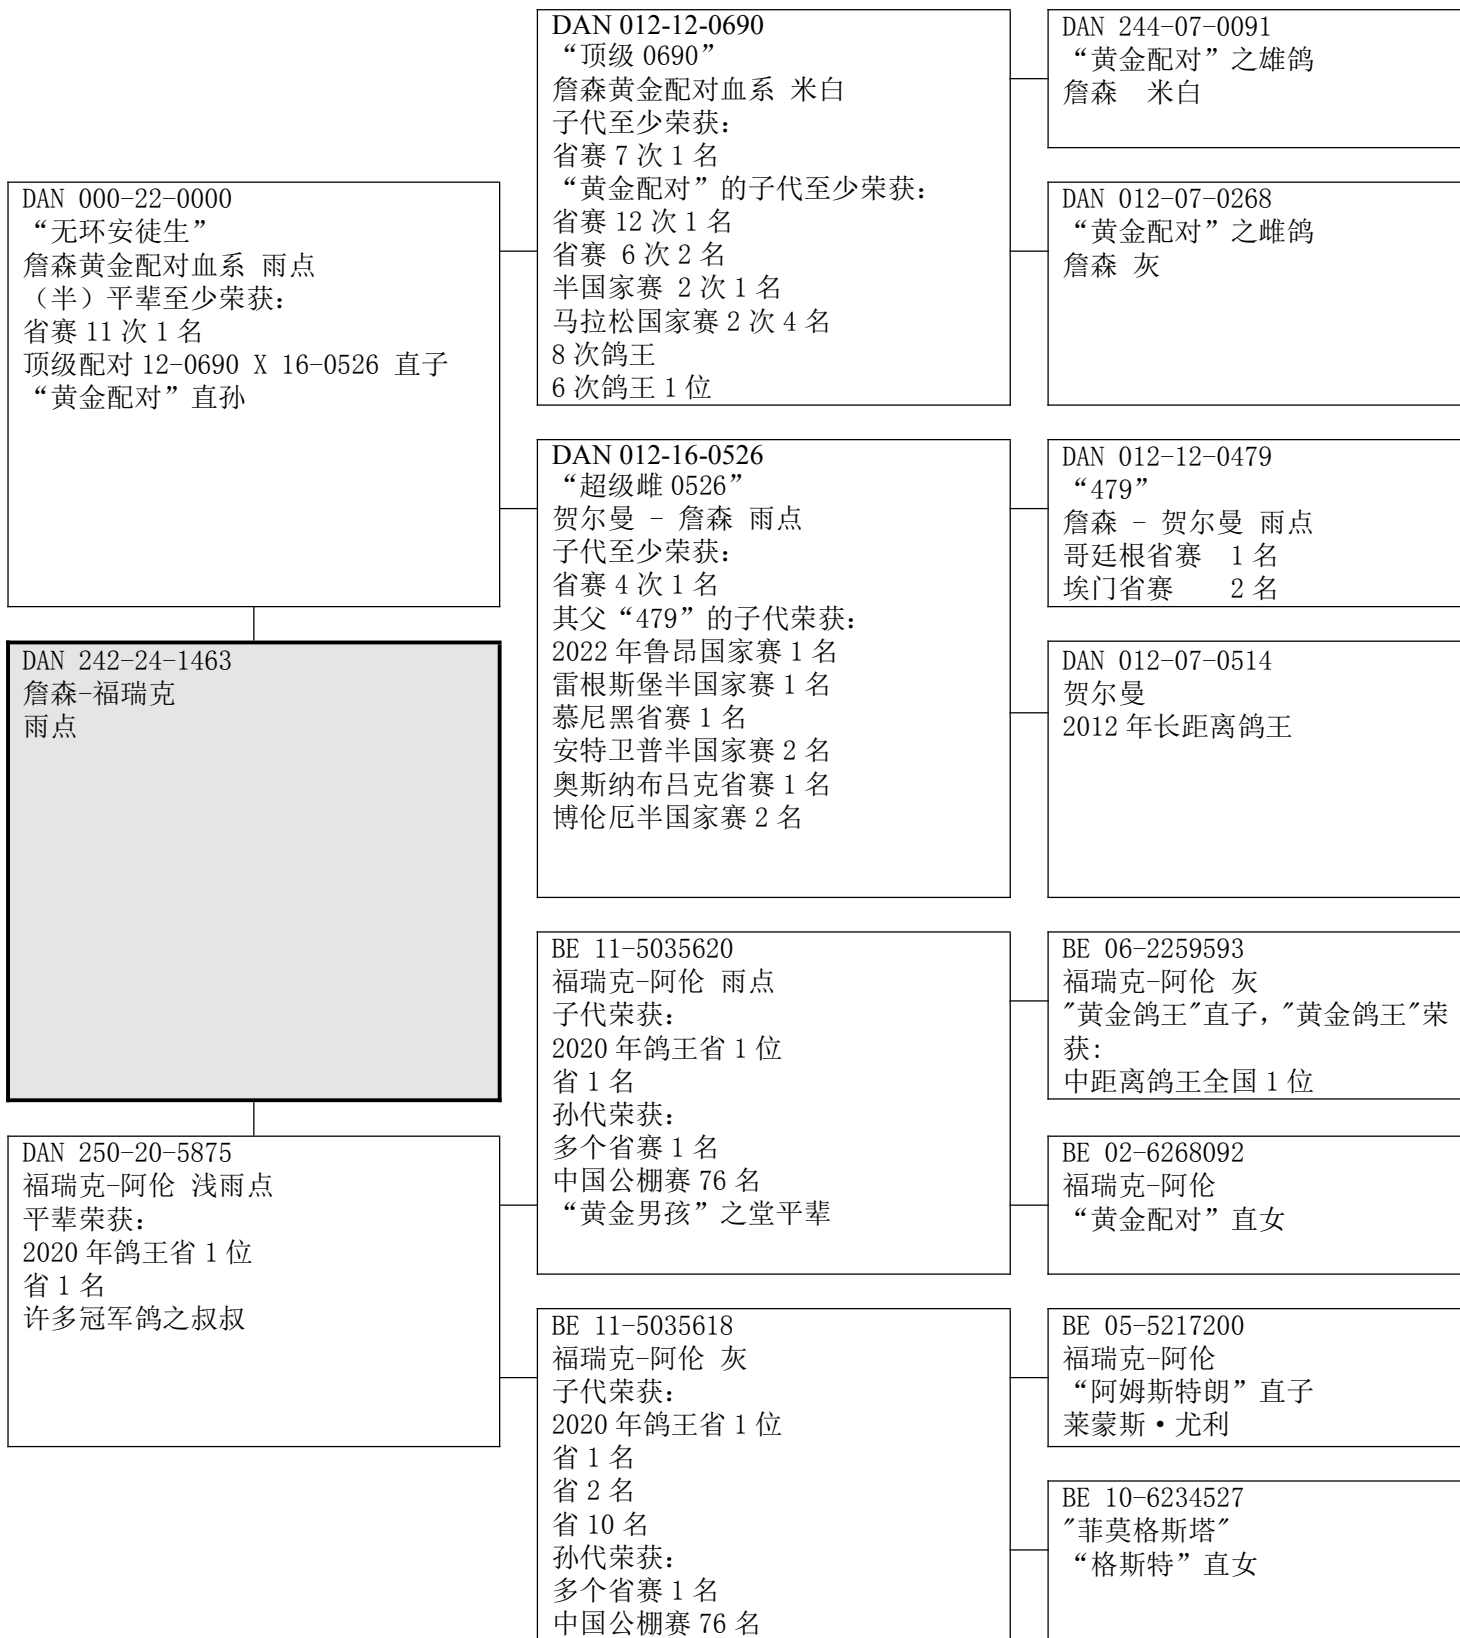 DAN 000-22-0000
“无环安徒生”
詹森黄金配对血系 雨点
（半）平辈至少荣获：
省赛 11 次 1 名
顶级配对 12-0690 X 16-0526 直子
“黄金配对”直孙
DAN 242-24-1463
詹森-福瑞克
雨点
DAN 250-20-5875
福瑞克-阿伦 浅雨点
平辈荣获：
2020 年鸽王省 1 位
省 1 名
许多冠军鸽之叔叔
DAN 012-12-0690
“顶级 0690”
詹森黄金配对血系 米白
子代至少荣获：
省赛 7 次 1 名
“黄金配对”的子代至少荣获：
省赛 12 次 1 名
省赛 6 次 2 名
半国家赛 2 次 1 名
马拉松国家赛 2 次 4 名
8 次鸽王
6 次鸽王 1 位
DAN 012-16-0526
“超级雌 0526”
贺尔曼 - 詹森 雨点
子代至少荣获：
省赛 4 次 1 名
其父“479”的子代荣获：
2022 年鲁昂国家赛 1 名
雷根斯堡半国家赛 1 名
慕尼黑省赛 1 名
安特卫普半国家赛 2 名
奥斯纳布吕克省赛 1 名
博伦厄半国家赛 2 名
BE 11-5035620
福瑞克-阿伦 雨点
子代荣获：
2020 年鸽王省 1 位
省 1 名
孙代荣获：
多个省赛 1 名
中国公棚赛 76 名
“黄金男孩”之堂平辈
BE 11-5035618
福瑞克-阿伦 灰
子代荣获：
2020 年鸽王省 1 位
省 1 名
省 2 名
省 10 名
孙代荣获：
多个省赛 1 名
中国公棚赛 76 名
DAN 244-07-0091
“黄金配对”之雄鸽
詹森 米白
DAN 012-07-0268
“黄金配对”之雌鸽
詹森 灰
DAN 012-12-0479
“479”
詹森 - 贺尔曼 雨点
哥廷根省赛 1 名
埃门省赛 2 名
DAN 012-07-0514
贺尔曼
2012 年长距离鸽王
BE 06-2259593
福瑞克-阿伦 灰
"黄金鸽王"直子，"黄金鸽王"荣
获：
中距离鸽王全国 1 位
BE 02-6268092
福瑞克-阿伦
“黄金配对”直女
BE 05-5217200
福瑞克-阿伦
“阿姆斯特朗”直子
莱蒙斯·尤利
BE 10-6234527
"菲莫格斯塔"
“格斯特”直女